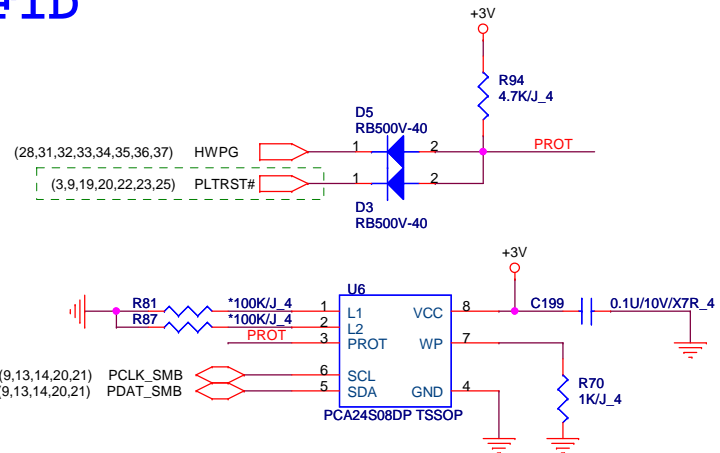 +3V
R94
4.7K/J_4
D5
RB500V-40
(28,31,32,33,34,35,36,37) HWPG 1 2 PROT
(3,9,19,20,22,23,25) PLTRST# 1 2
D3
RB500V-40
+3V
U6
R81 *100K/J_4 1 L1 VCC 8 C199 0.1U/10V/X7R_4
R87 *100K/J_4 2 L2
PROT 3 PROT WP 7
(9,13,14,20,21) PCLK_SMB 6 SCL
(9,13,14,20,21) PDAT_SMB 5 SDA GND 4
R70
1K/J_4
PCA24S08DP TSSOP